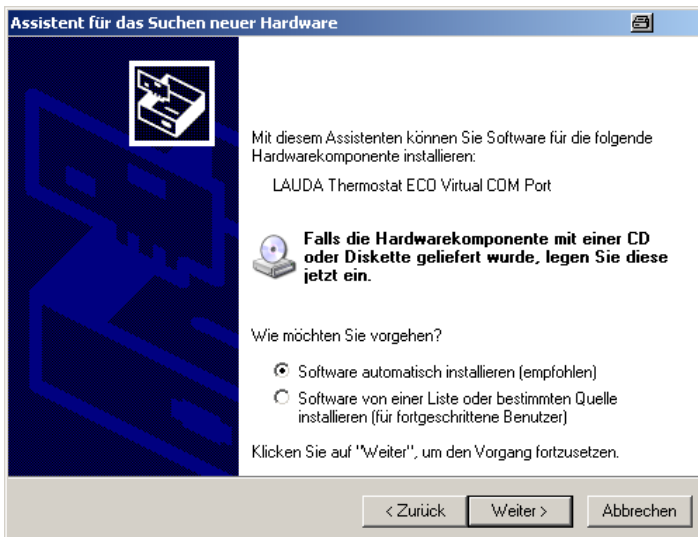 Assistent für das Suchen neuer Hardware
Mit diesem Assistenten können Sie Software für die folgende
Hardwarekomponente installieren:
LAUDA Thermostat ECO Virtual COM Port
Falls die Hardwarekomponente mit einer CD
oder Diskette geliefert wurde, legen Sie diese
jetzt ein.
Wie möchten Sie vorgehen?
Software automatisch installieren (empfohlen)
Software von einer Liste oder bestimmten Quelle
installieren (für fortgeschrittene Benutzer)
Klicken Sie auf "Weiter", um den Vorgang fortzusetzen.
< Zurück Weiter > Abbrechen